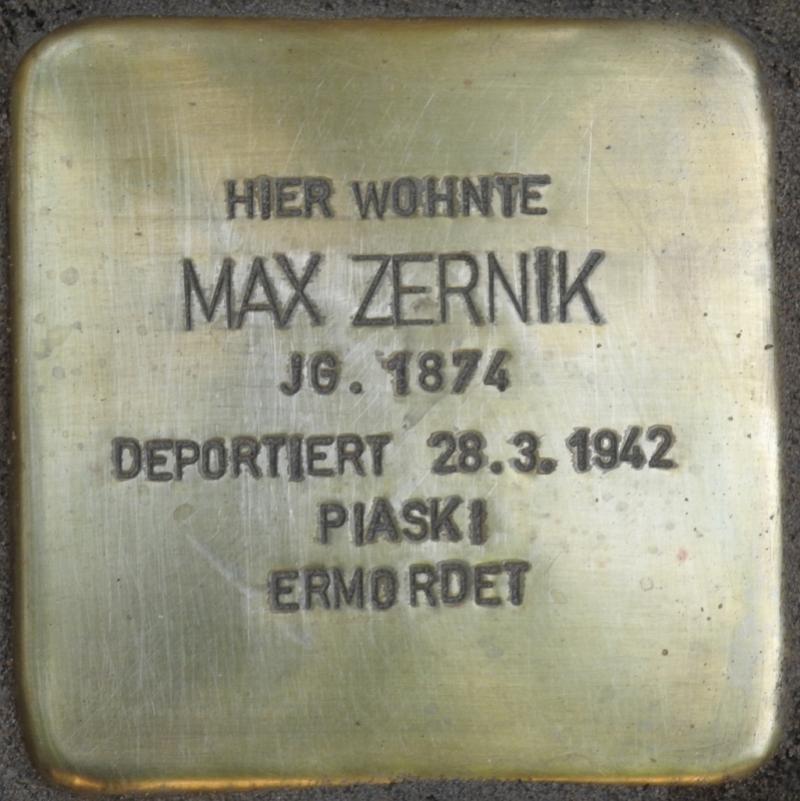 HIER WOHNTE
MAX ZERNIK
JG. 1874
DEPORTIERT 28.3.1942
PIASKI
ERMORDET